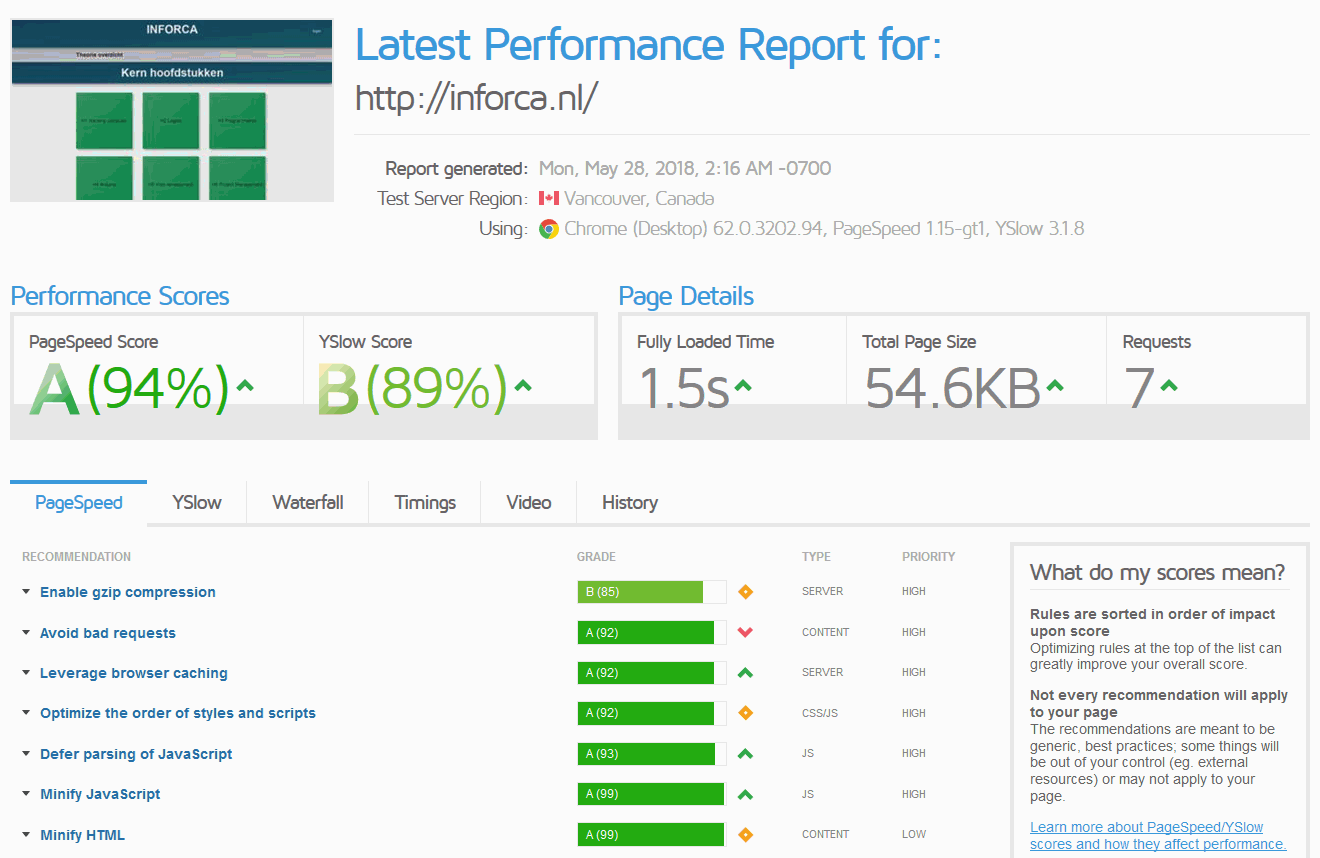 INFORCA
login
Theorie overzicht
Kern hoofdstukken
Latest Performance Report for:
http://inforca.nl/
Report generated: Mon, May 28, 2018, 2:16 AM -0700
Test Server Region: Vancouver, Canada
Using: Chrome (Desktop) 62.0.3202.94, PageSpeed 1.15-gt1, YSlow 3.1.8
Performance Scores
PageSpeed Score
A (94%)
YSlow Score
B (89%)
Page Details
Fully Loaded Time
1.5s
Total Page Size
54.6KB
Requests
7
PageSpeed YSlow Waterfall Timings Video History
RECOMMENDATION GRADE TYPE PRIORITY
Enable gzip compression B (85) SERVER HIGH
Avoid bad requests A (92) CONTENT HIGH
Leverage browser caching A (92) SERVER HIGH
Optimize the order of styles and scripts A (92) CSS/JS HIGH
Defer parsing of JavaScript A (93) JS HIGH
Minify JavaScript A (99) JS HIGH
Minify HTML A (99) CONTENT LOW
What do my scores mean?
Rules are sorted in order of impact
upon score
Optimizing rules at the top of the list can
greatly improve your overall score.
Not every recommendation will apply
to your page
The recommendations are meant to be
generic, best practices; some things will
be out of your control (eg. external
resources) or may not apply to your
page.
Learn more about PageSpeed/YSlow
scores and how they affect performance.